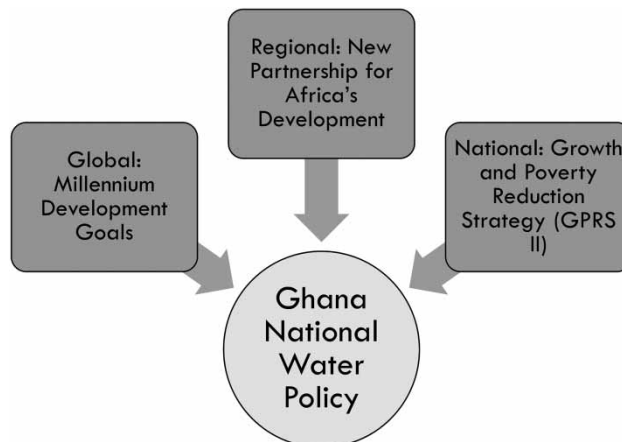 Regional: New
Partnership for
Africa's
Development
Global:
Millennium
Development
Goals
National: Growth
and Poverty
Reduction
Strategy (GPRS
II)
Ghana
National
Water
Policy